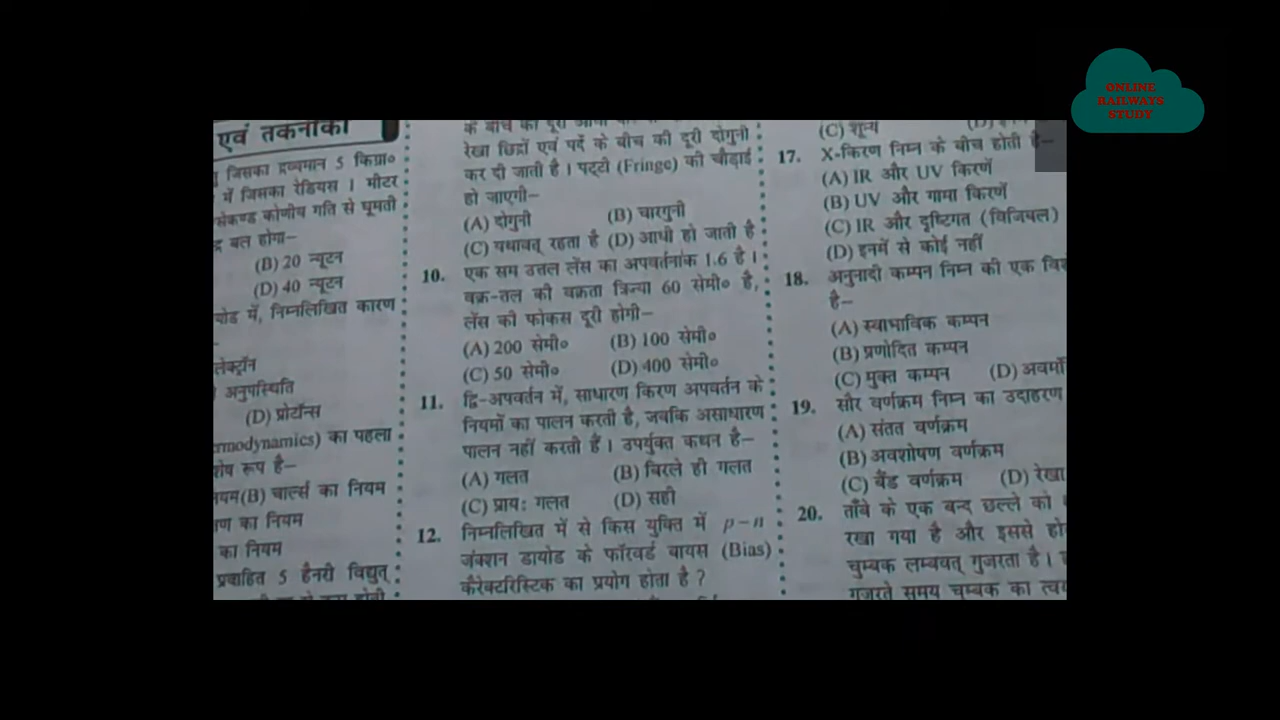 ONLINE
RAILWAYS
STUDY
एवं तकनीकी
जिसका द्रव्यमान 5 किग्रा०
में जिसका रेडियस 1 मीटर
कोणीय गति से घूमती
बल होगा–
(B) 20 न्यूटन
(D) 40 न्यूटन
में, निम्नलिखित कारण
अनुपस्थिति
(D) प्रोटॉन्स
का पहला
रूप है–
(B) चार्ल्स का नियम
का नियम
का नियम
प्रवाहित 5 हैनरी विद्युत्
रेखा छिद्रों एवं पर्दे के बीच की दूरी दोगुनी
कर दी जाती है। पट्टी (Fringe) की चौड़ाई
हो जाएगी–
(A) दोगुनी (B) चारगुनी
(C) यथावत् रहता है (D) आधी हो जाती है
10. एक सम उत्तल लेंस का अपवर्तनांक 1.6 है।
वक्र-तल की वक्रता त्रिज्या 60 सेमी० है,
लेंस की फोकस दूरी होगी–
(A) 200 सेमी० (B) 100 सेमी०
(C) 50 सेमी० (D) 400 सेमी०
11. द्वि-अपवर्तन में, साधारण किरण अपवर्तन के
नियमों का पालन करती है, जबकि असाधारण
पालन नहीं करती हैं। उपर्युक्त कथन है–
(A) गलत (B) विरले ही गलत
(C) प्राय: गलत (D) सही
12. निम्नलिखित में से किस युक्ति में p–n
जंक्शन डायोड के फॉरवर्ड बायस (Bias)
कैरेक्टरिस्टिक का प्रयोग होता है ?
(C) शून्य
17. X-किरण निम्न के बीच होती है–
(A) IR और UV किरणें
(B) UV और गामा किरणें
(C) IR और दृष्टिगत (विजिबल)
(D) इनमें से कोई नहीं
18. अनुनादी कम्पन निम्न की एक
है–
(A) स्वाभाविक कम्पन
(B) प्रणोदित कम्पन
(C) मुक्त कम्पन (D)
19. सौर वर्णक्रम निम्न का उदाहरण
(A) संतत वर्णक्रम
(B) अवशोषण वर्णक्रम
(C) बैंड वर्णक्रम (D) रेखा
20. ताँबे के एक बन्द छल्ले को
रखा गया है और इससे
चुम्बक लम्बवत् गुजरता है।
गुजरते समय चुम्बक का